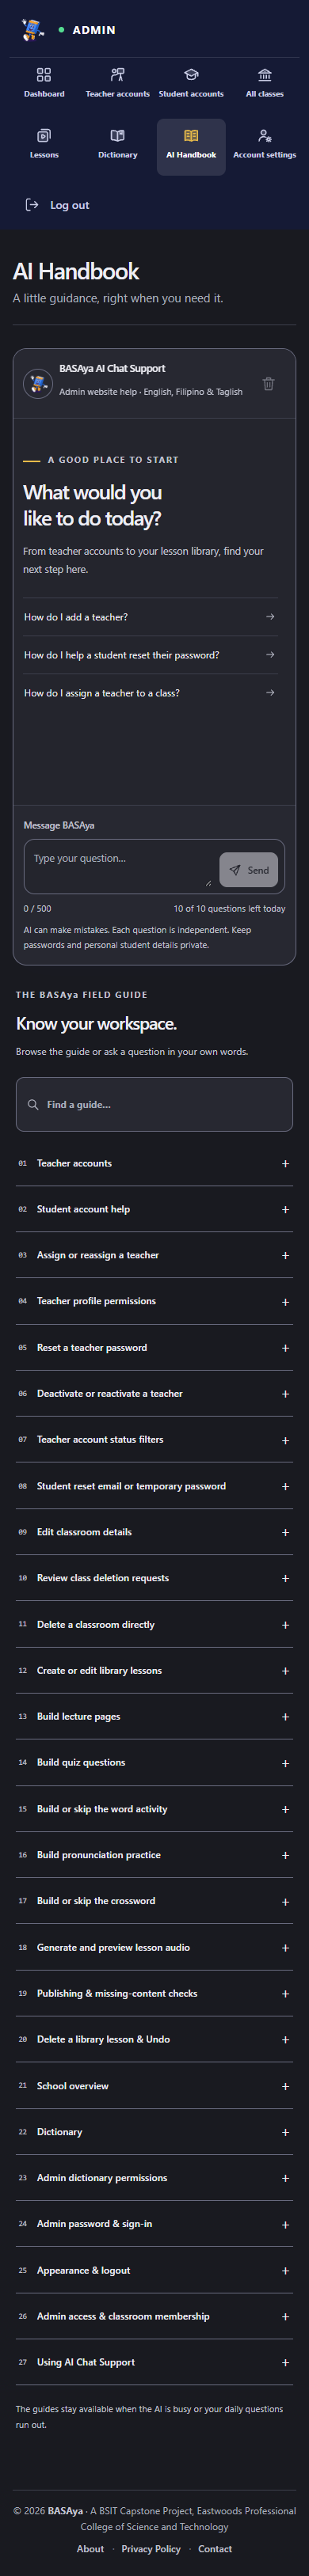 ADMIN
Dashboard
Teacher accounts
Student accounts
All classes
Lessons
Dictionary
AI Handbook
Account settings
Log out
AI Handbook
A little guidance, right when you need it.
BASAya AI Chat Support
Admin website help · English, Filipino & Taglish
A GOOD PLACE TO START
What would you
like to do today?
From teacher accounts to your lesson library, find your
next step here.
How do I add a teacher?
How do I help a student reset their password?
How do I assign a teacher to a class?
Message BASAya
Type your question...
Send
0 / 500
10 of 10 questions left today
AI can make mistakes. Each question is independent. Keep
passwords and personal student details private.
THE BASAya FIELD GUIDE
Know your workspace.
Browse the guide or ask a question in your own words.
Find a guide...
01 Teacher accounts
02 Student account help
03 Assign or reassign a teacher
04 Teacher profile permissions
05 Reset a teacher password
06 Deactivate or reactivate a teacher
07 Teacher account status filters
08 Student reset email or temporary password
09 Edit classroom details
10 Review class deletion requests
11 Delete a classroom directly
12 Create or edit library lessons
13 Build lecture pages
14 Build quiz questions
15 Build or skip the word activity
16 Build pronunciation practice
17 Build or skip the crossword
18 Generate and preview lesson audio
19 Publishing & missing-content checks
20 Delete a library lesson & Undo
21 School overview
22 Dictionary
23 Admin dictionary permissions
24 Admin password & sign-in
25 Appearance & logout
26 Admin access & classroom membership
27 Using AI Chat Support
The guides stay available when the AI is busy or your daily questions
run out.
© 2026 BASAya · A BSIT Capstone Project, Eastwoods Professional
College of Science and Technology
About · Privacy Policy · Contact